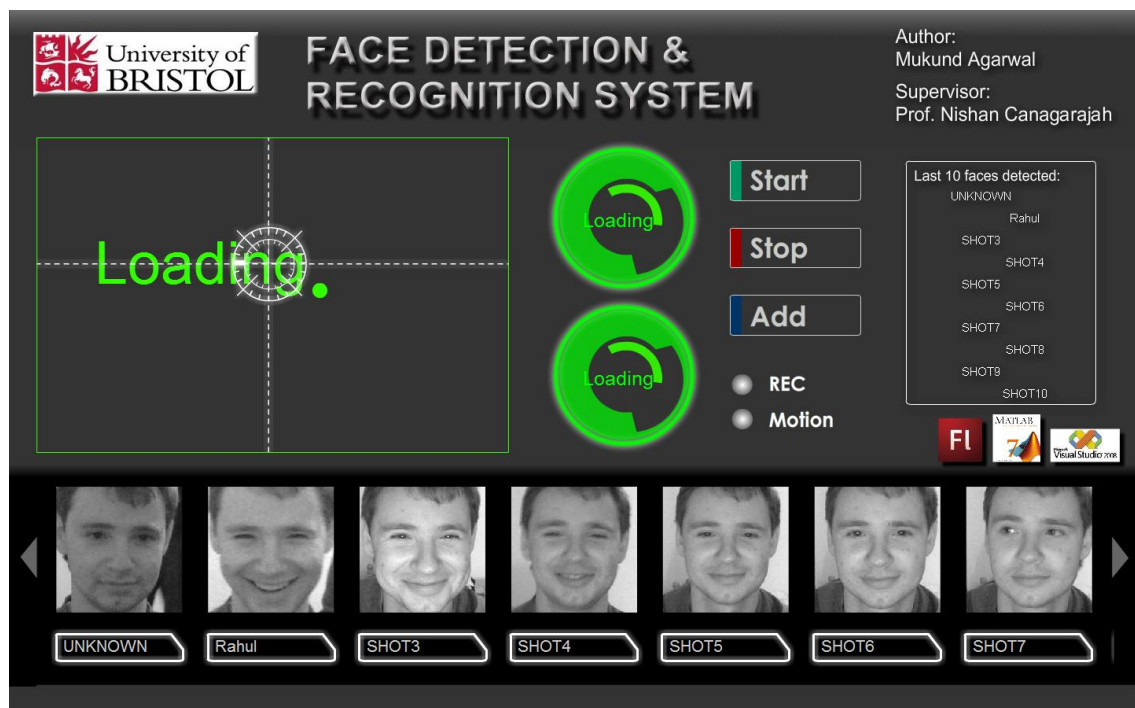 University of
BRISTOL
FACE DETECTION &
RECOGNITION SYSTEM
Author:
Mukund Agarwal
Supervisor:
Prof. Nishan Canagarajah
Loading.
Loading
Loading
Start
Stop
Add
REC
Motion
Last 10 faces detected:
UNKNOWN
Rahul
SHOT3
SHOT4
SHOT5
SHOT6
SHOT7
SHOT8
SHOT9
SHOT10
Fl
MATLAB
7
Visual Studio 2008
UNKNOWN
Rahul
SHOT3
SHOT4
SHOT5
SHOT6
SHOT7